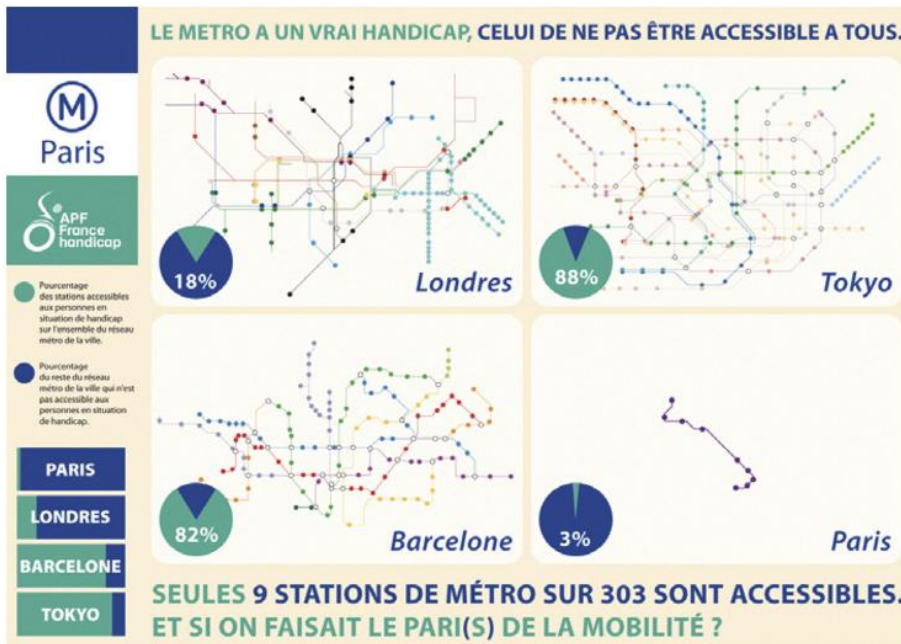 LE METRO A UN VRAI HANDICAP, CELUI DE NE PAS ÊTRE ACCESSIBLE A TOUS.
M
Paris
APF
France
handicap
Pourcentage
des stations accessibles
aux personnes en
situation de handicap
sur l'ensemble du réseau
métro de la ville.
Pourcentage
du reste du réseau
métro de la ville qui n'est
pas accessible aux
personnes en situation
de handicap.
PARIS
LONDRES
BARCELONE
TOKYO
18%
Londres
88%
Tokyo
82%
Barcelone
3%
Paris
SEULES 9 STATIONS DE MÉTRO SUR 303 SONT ACCESSIBLES.
ET SI ON FAISAIT LE PARI(S) DE LA MOBILITÉ ?